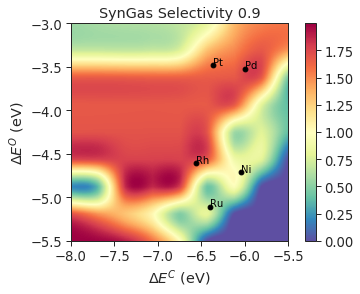 SynGas Selectivity 0.9
−3.0
−3.5
−4.0
−4.5
−5.0
−5.5
ΔE^O (eV)
Pt
Pd
Rh
Ni
Ru
−8.0 −7.5 −7.0 −6.5 −6.0 −5.5
ΔE^C (eV)
1.75
1.50
1.25
1.00
0.75
0.50
0.25
0.00